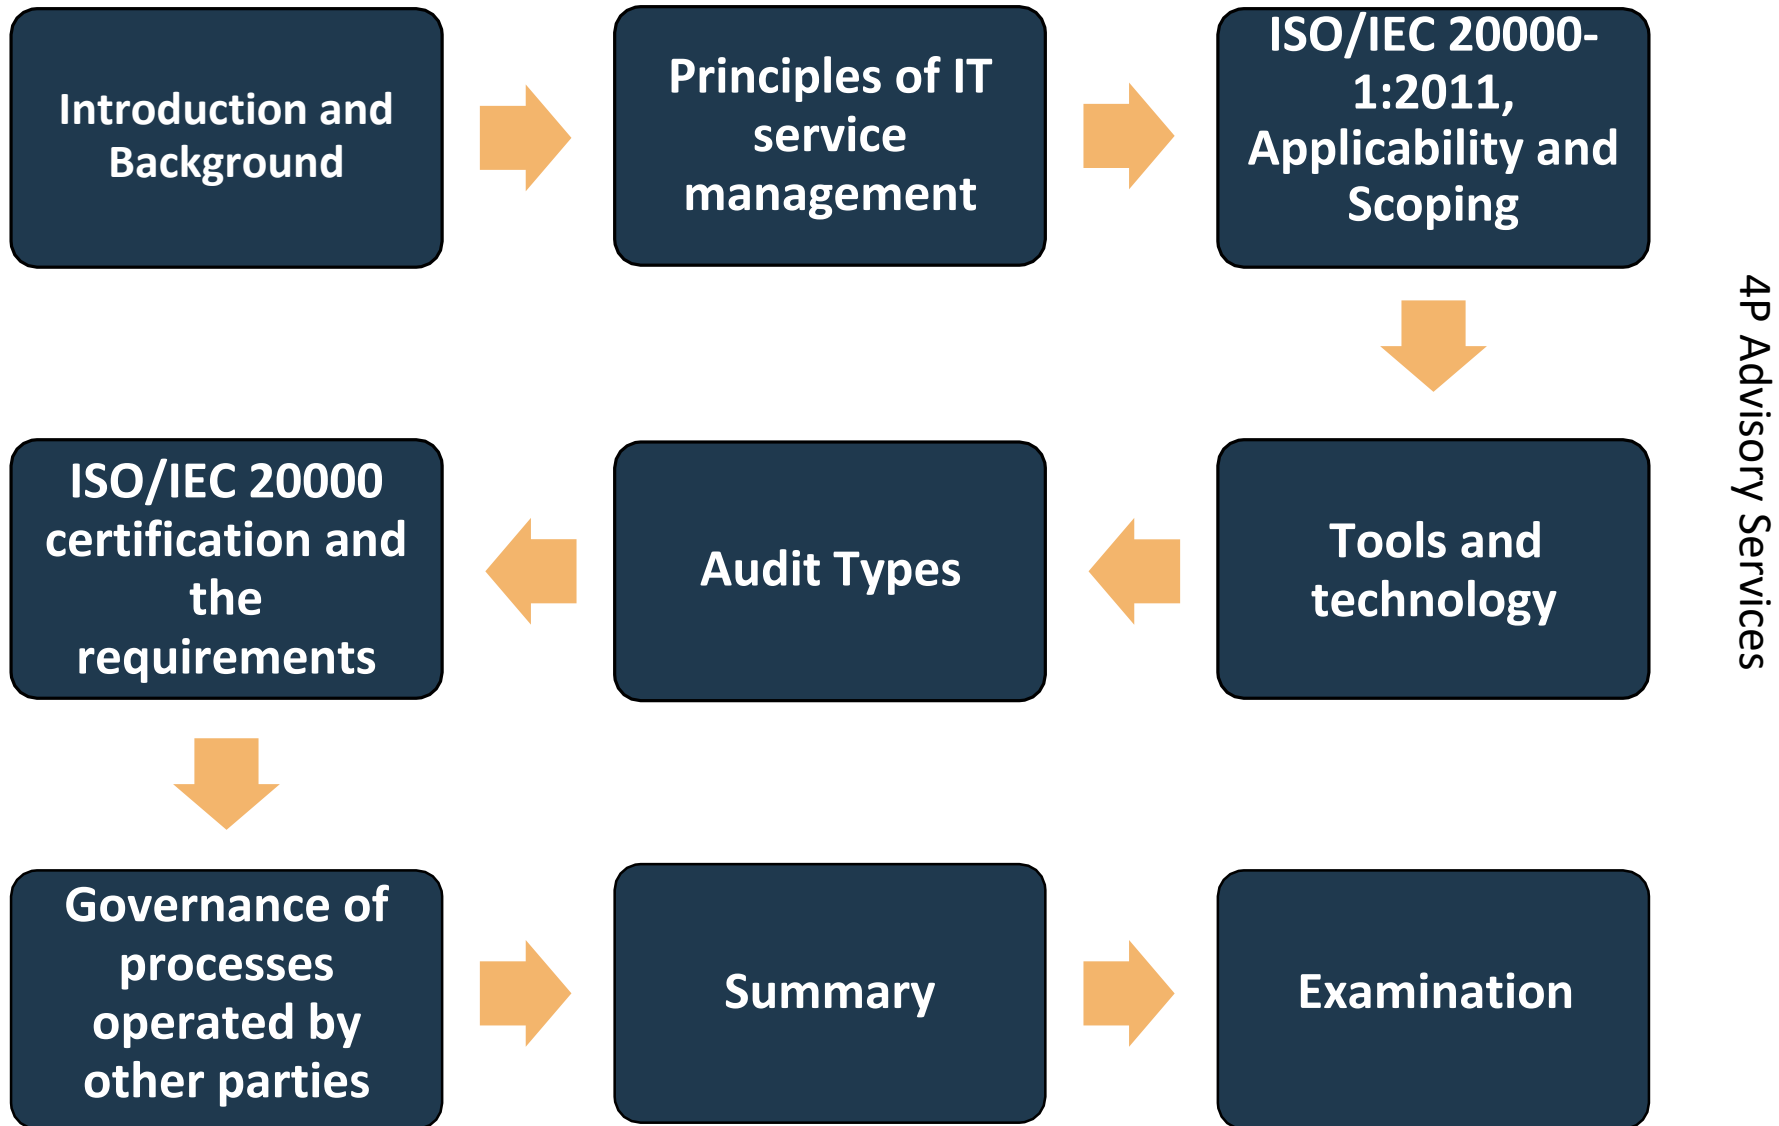 Introduction and
Background
Principles of IT
service
management
ISO/IEC 20000-
1:2011,
Applicability and
Scoping
Tools and
technology
Audit Types
ISO/IEC 20000
certification and
the
requirements
Governance of
processes
operated by
other parties
Summary
Examination
4P Advisory Services